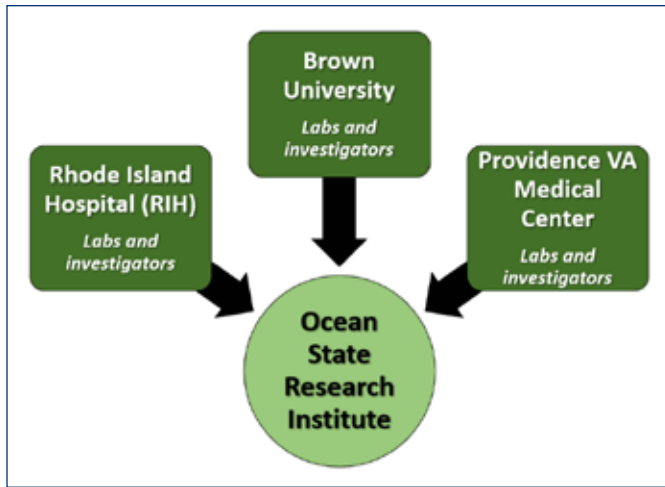 Brown
University
Labs and
investigators
Rhode Island
Hospital (RIH)
Labs and
investigators
Providence VA
Medical
Center
Labs and
investigators
Ocean
State
Research
Institute